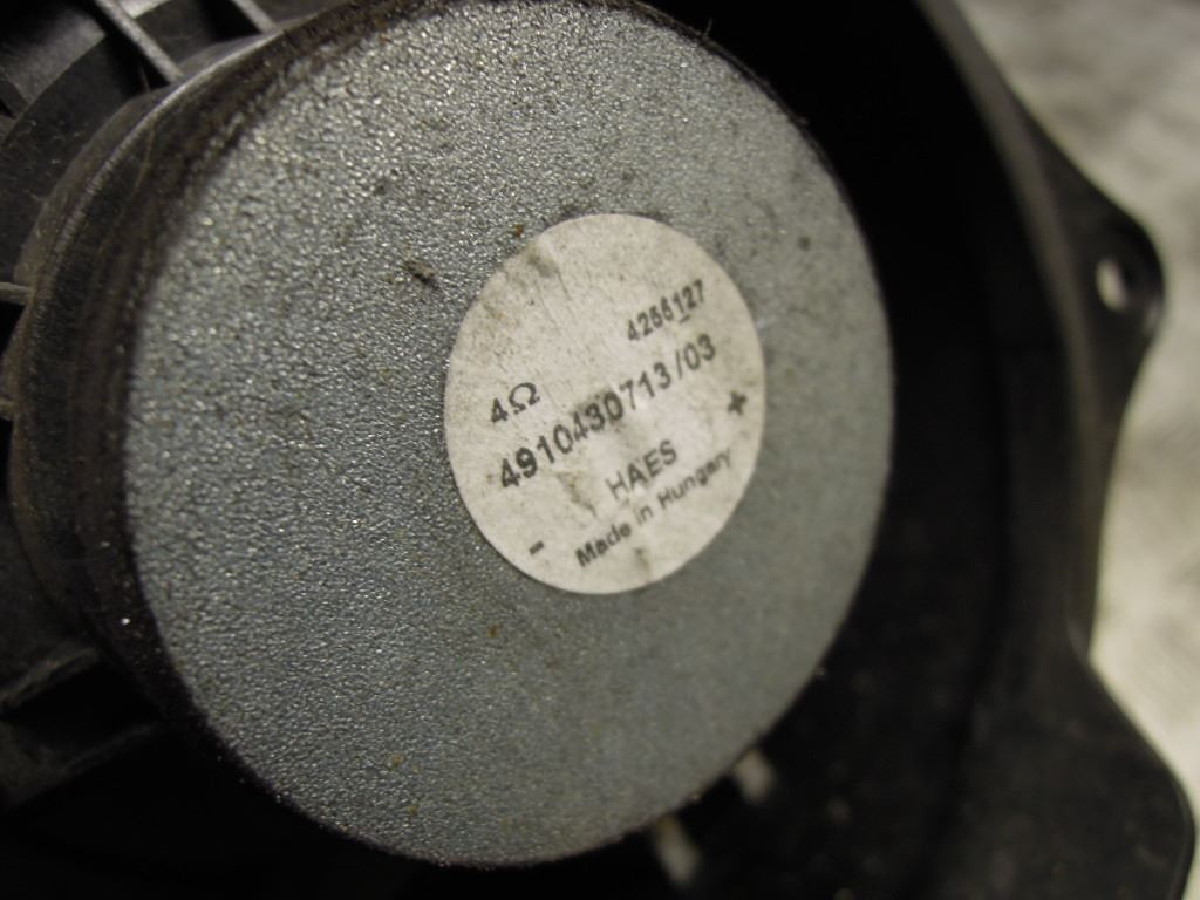 4256127
4Ω
4910430713/03
+
HAES
-
Made in Hungary